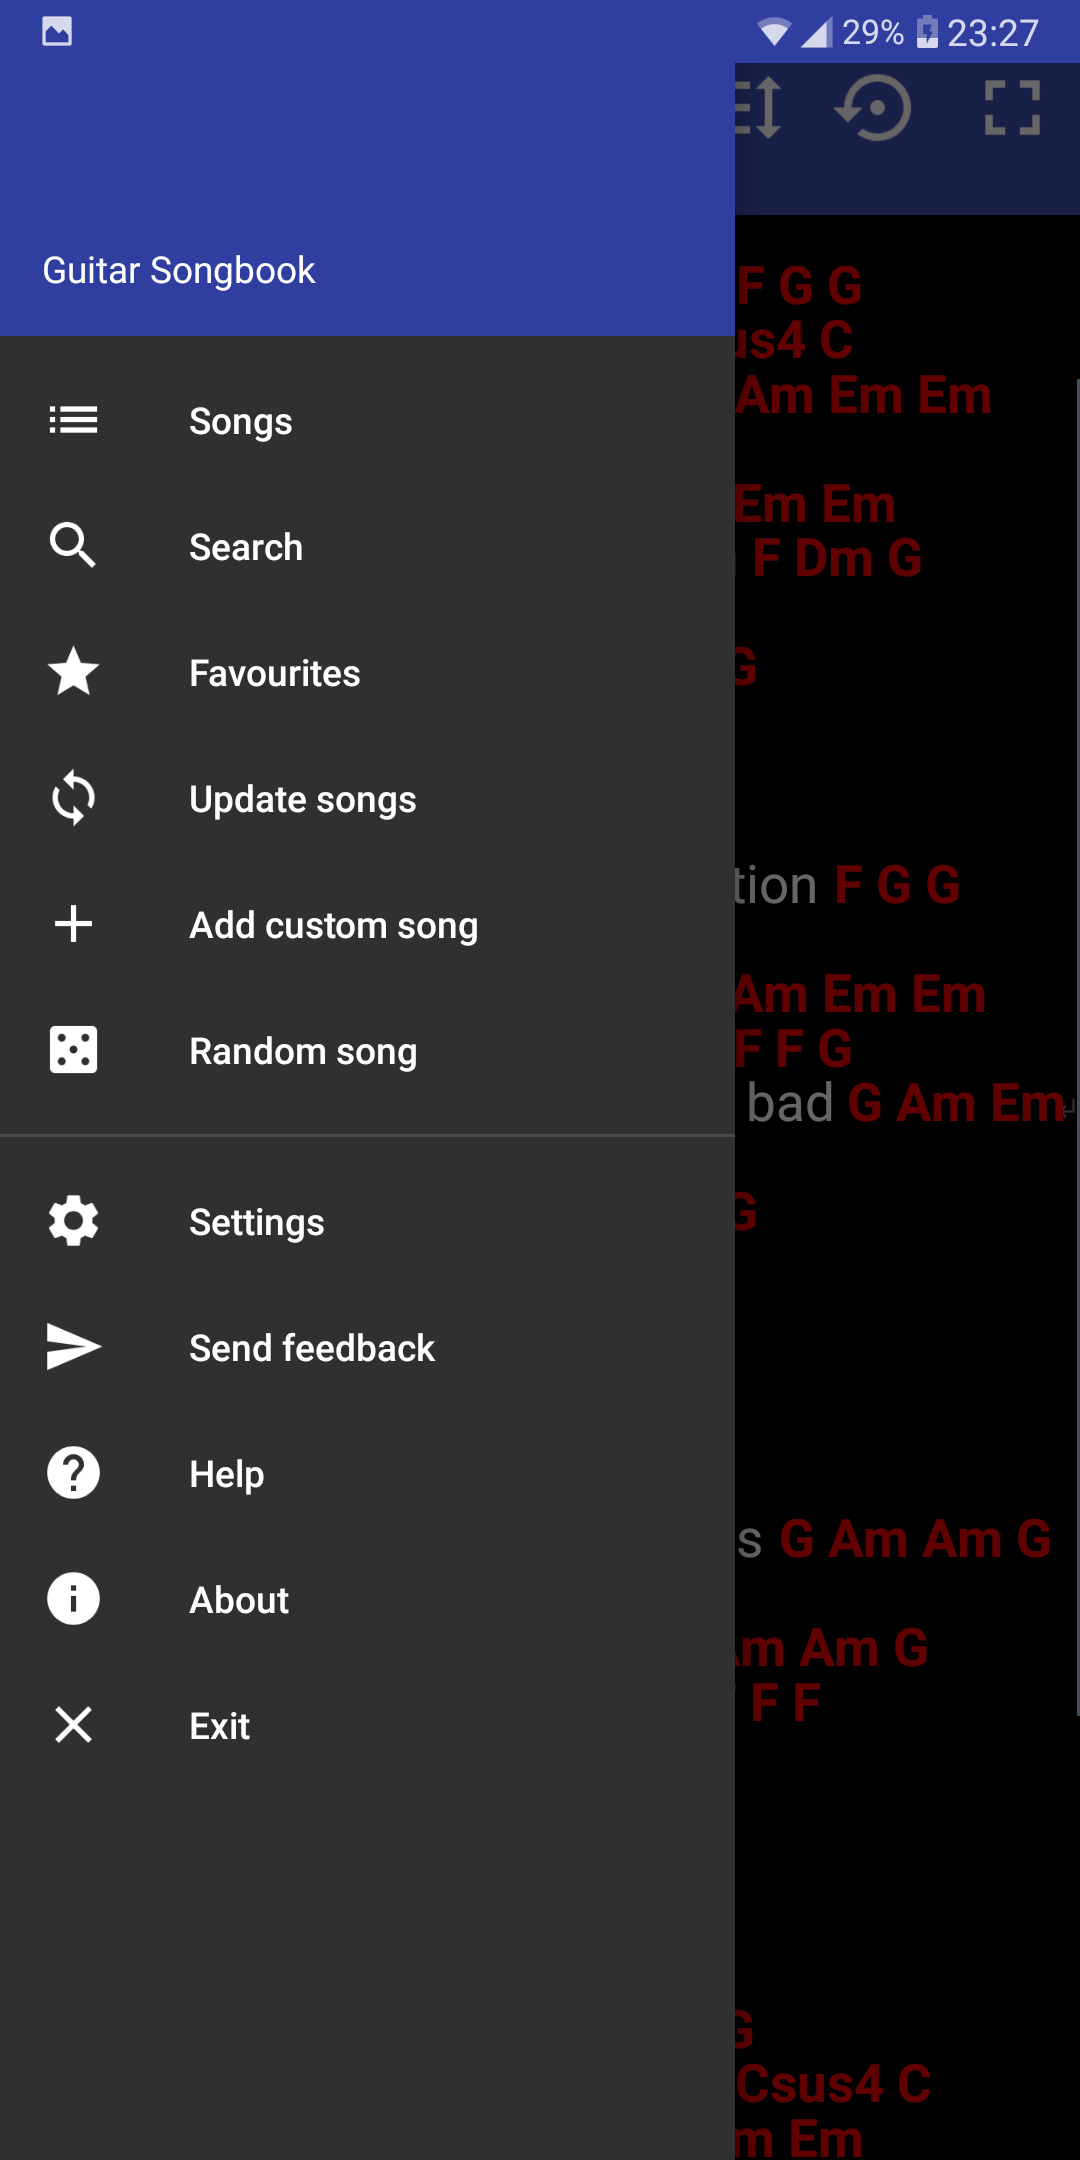 29% 23:27
Guitar Songbook
F G G
us4 C
Am Em Em
Songs
Em Em
Search
F Dm G
Favourites
G
Update songs
tion F G G
Add custom song
Am Em Em
Random song
F F G
bad G Am Em
Settings
G
Send feedback
Help
s G Am Am G
About
Am Am G
Exit
F F
G
Csus4 C
m Em